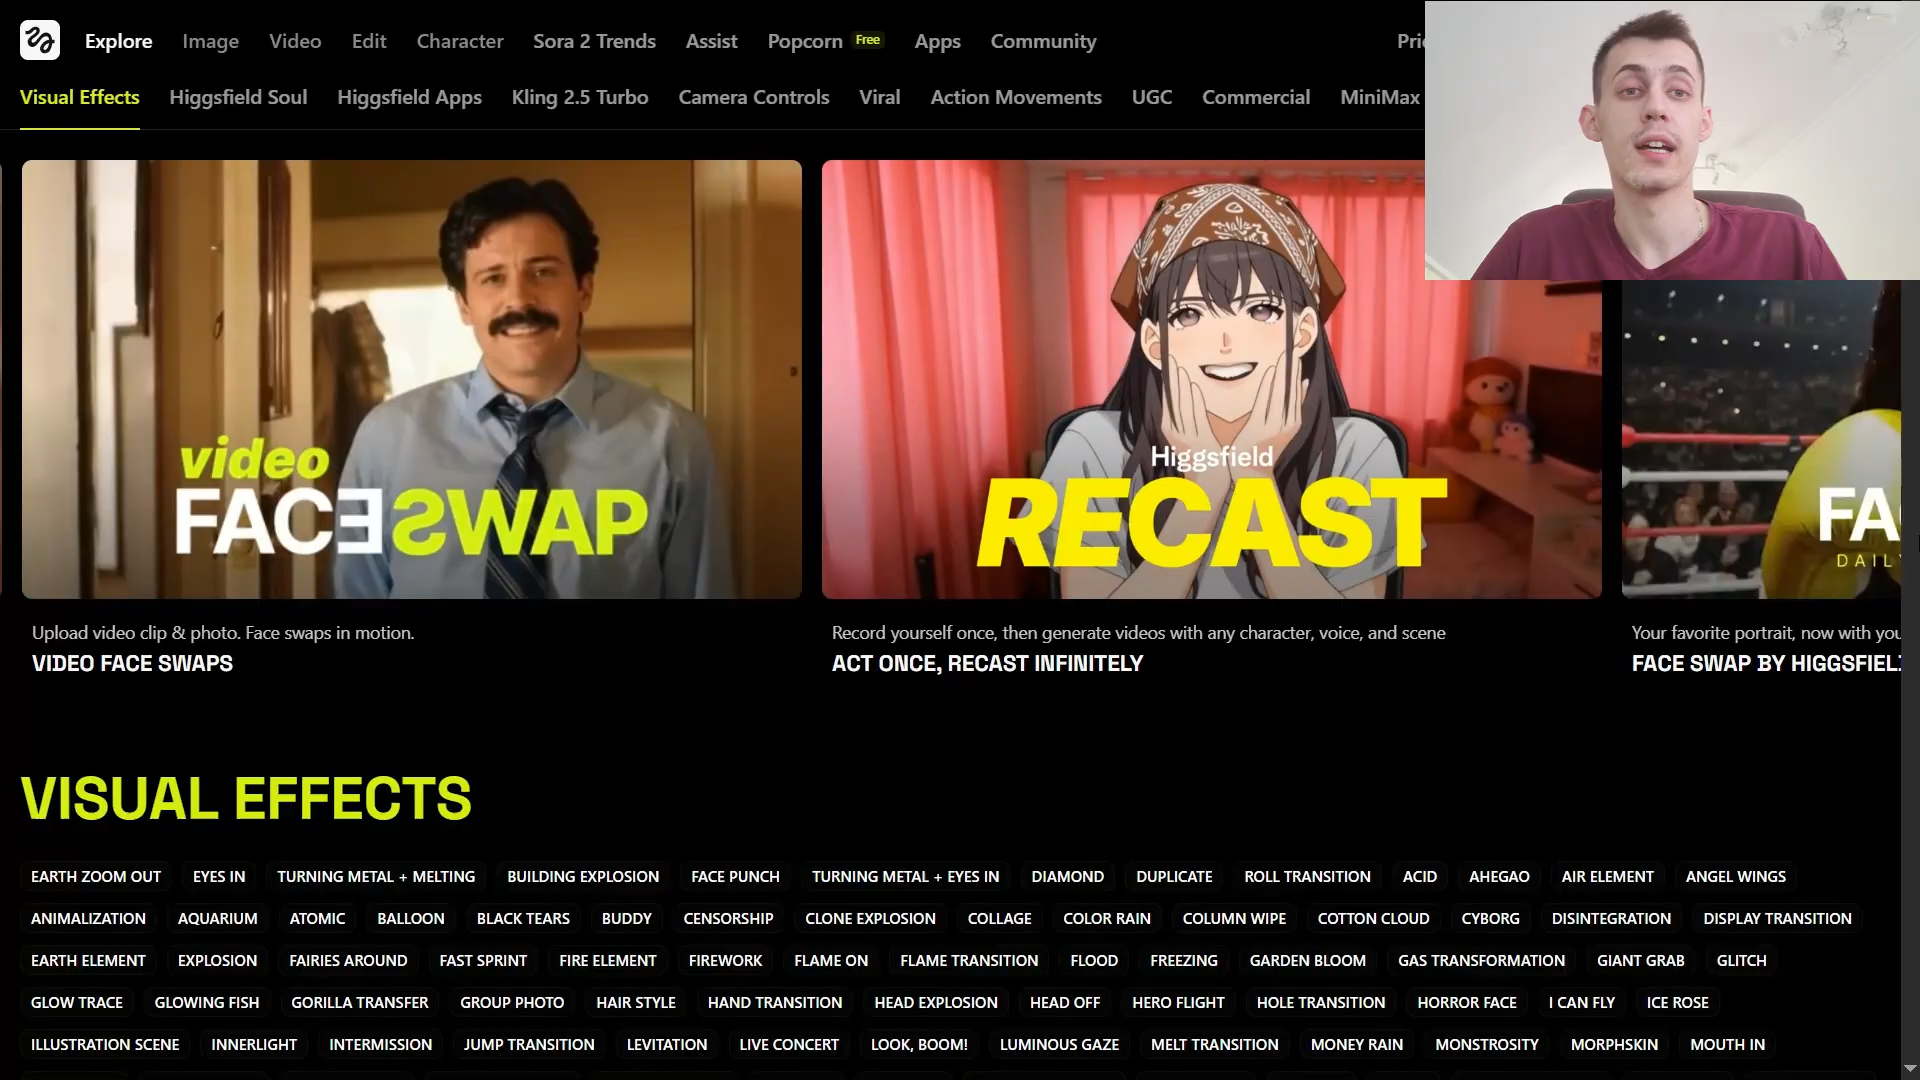 Explore Image Video Edit Character Sora 2 Trends Assist Popcorn Free Apps Community
Visual Effects Higgsfield Soul Higgsfield Apps Kling 2.5 Turbo Camera Controls Viral Action Movements UGC Commercial MiniMax
video
FACE SWAP
Higgsfield
RECAST
Upload video clip & photo. Face swaps in motion.
VIDEO FACE SWAPS
Record yourself once, then generate videos with any character, voice, and scene
ACT ONCE, RECAST INFINITELY
Your favorite portrait, now with
FACE SWAP BY
VISUAL EFFECTS
EARTH ZOOM OUT EYES IN TURNING METAL + MELTING BUILDING EXPLOSION FACE PUNCH TURNING METAL + EYES IN DIAMOND DUPLICATE ROLL TRANSITION ACID AHEGAO AIR ELEMENT ANGEL WINGS
ANIMALIZATION AQUARIUM ATOMIC BALLOON BLACK TEARS BUDDY CENSORSHIP CLONE EXPLOSION COLLAGE COLOR RAIN COLUMN WIPE COTTON CLOUD CYBORG DISINTEGRATION DISPLAY TRANSITION
EARTH ELEMENT EXPLOSION FAIRIES AROUND FAST SPRINT FIRE ELEMENT FIREWORK FLAME ON FLAME TRANSITION FLOOD FREEZING GARDEN BLOOM GAS TRANSFORMATION GIANT GRAB GLITCH
GLOW TRACE GLOWING FISH GORILLA TRANSFER GROUP PHOTO HAIR STYLE HAND TRANSITION HEAD EXPLOSION HEAD OFF HERO FLIGHT HOLE TRANSITION HORROR FACE I CAN FLY ICE ROSE
ILLUSTRATION SCENE INNERLIGHT INTERMISSION JUMP TRANSITION LEVITATION LIVE CONCERT LOOK, BOOM! LUMINOUS GAZE MELT TRANSITION MONEY RAIN MONSTROSITY MORPHSKIN MOUTH IN